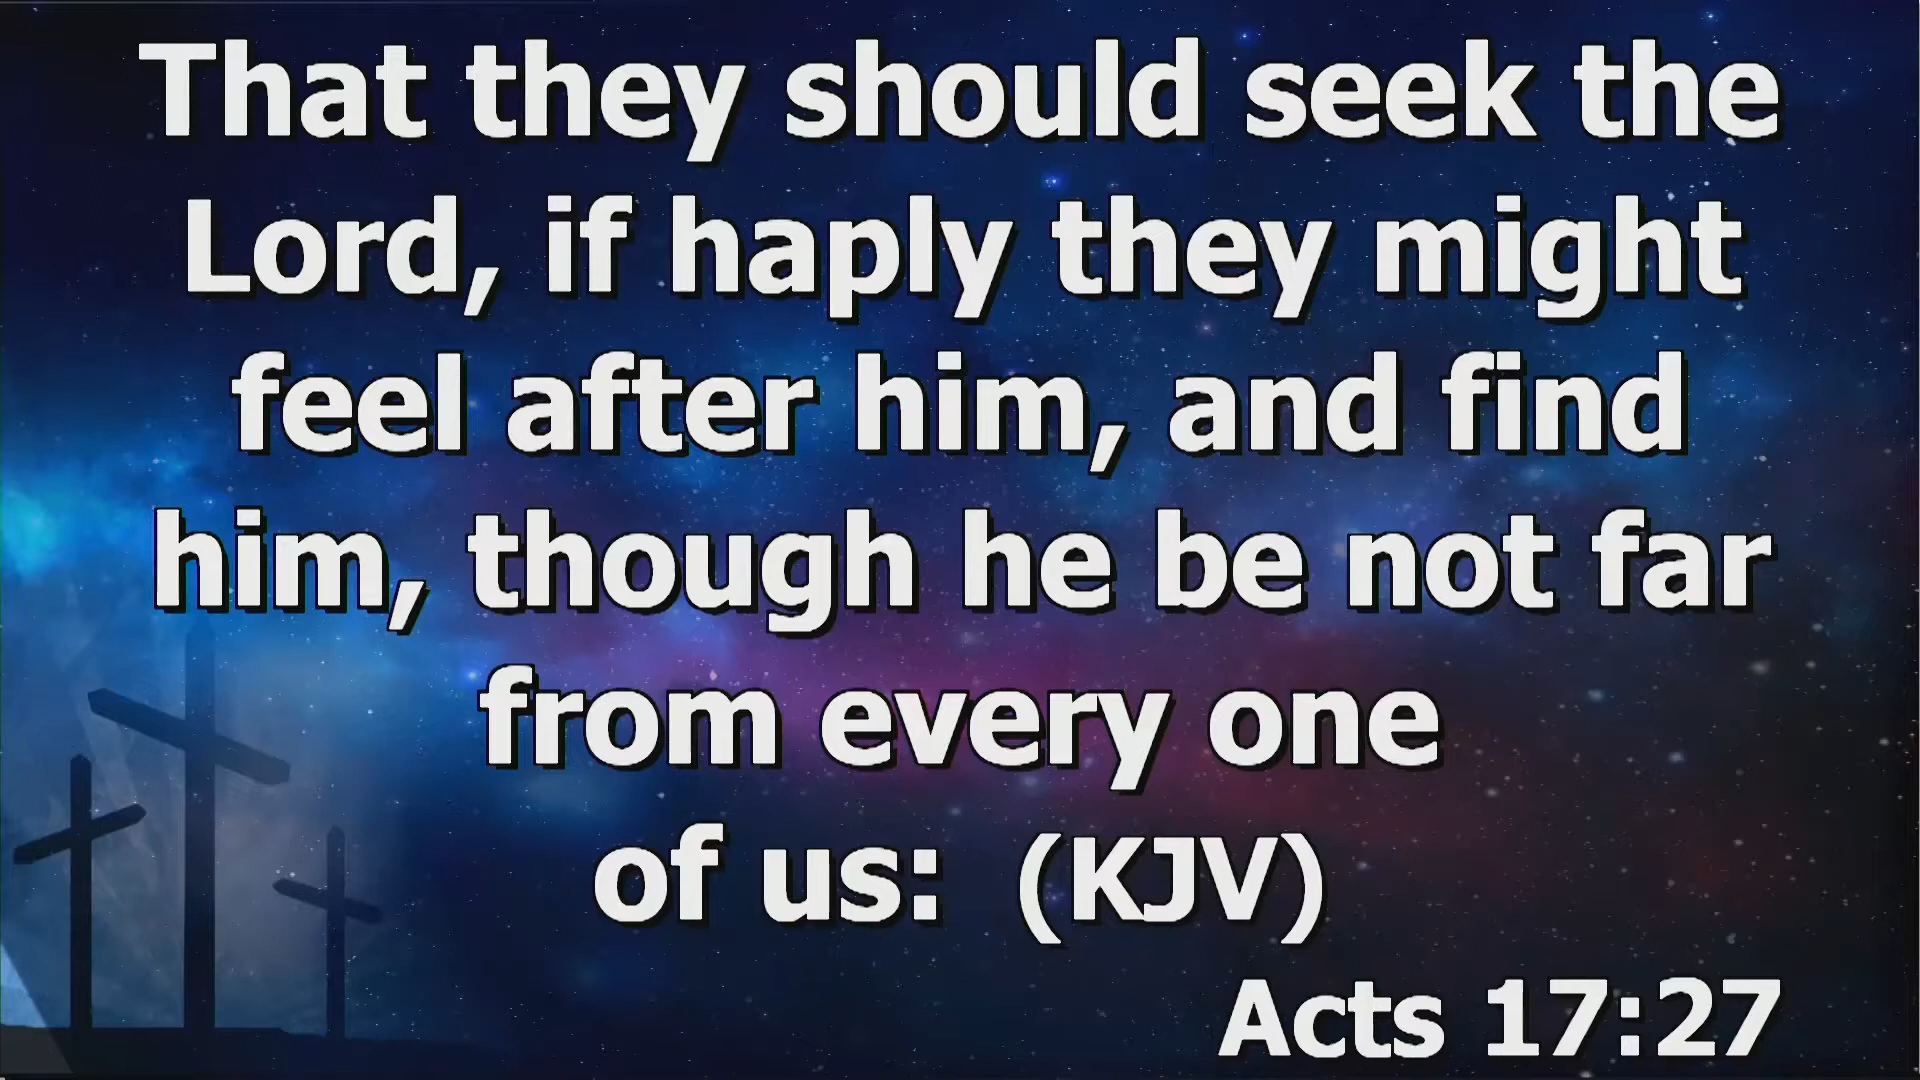 That they should seek the
Lord, if haply they might
feel after him, and find
him, though he be not far
from every one
of us:  (KJV)
Acts 17:27